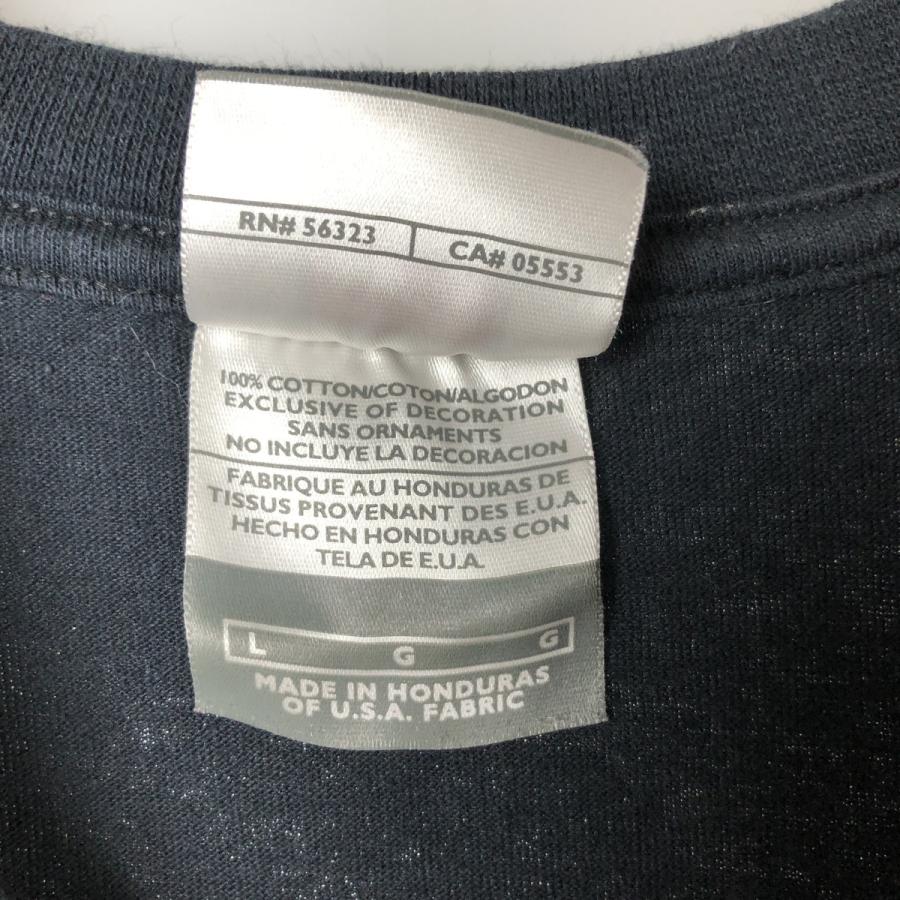 RN# 56323 CA# 05553
100% COTTON/COTON/ALGODON
EXCLUSIVE OF DECORATION
SANS ORNAMENTS
NO INCLUYE LA DECORACION
FABRIQUE AU HONDURAS DE
TISSUS PROVENANT DES E.U.A.
HECHO EN HONDURAS CON
TELA DE E.U.A.
L G G
MADE IN HONDURAS
OF U.S.A. FABRIC